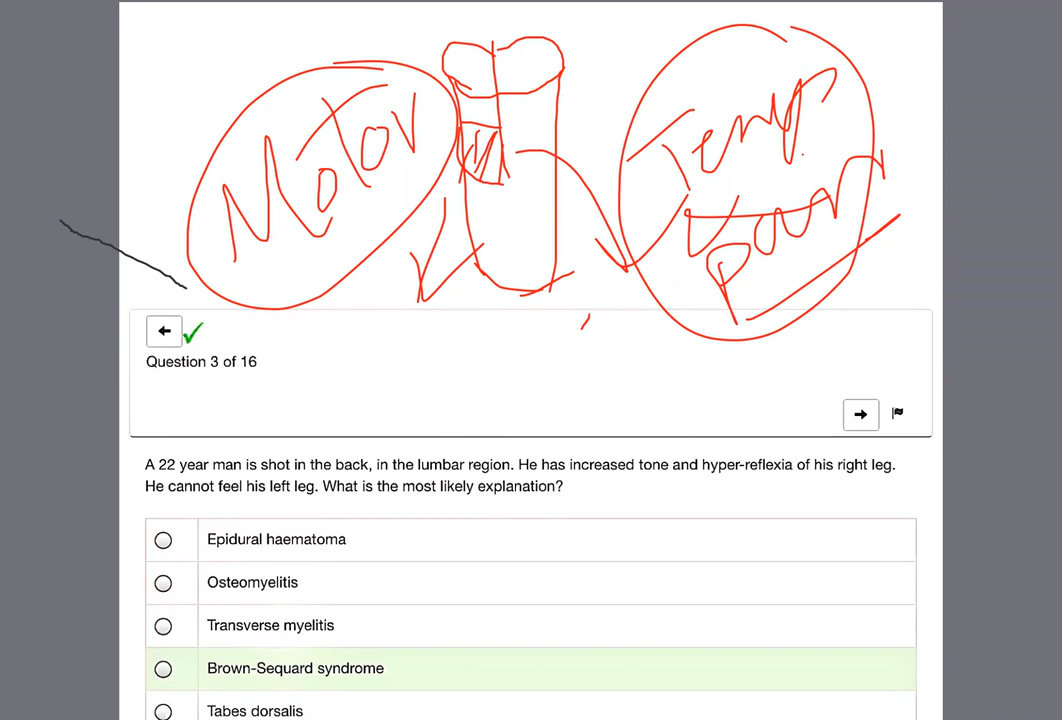 Motor
Temp
Pain
Question 3 of 16
A 22 year man is shot in the back, in the lumbar region. He has increased tone and hyper-reflexia of his right leg.
He cannot feel his left leg. What is the most likely explanation?
Epidural haematoma
Osteomyelitis
Transverse myelitis
Brown-Sequard syndrome
Tabes dorsalis